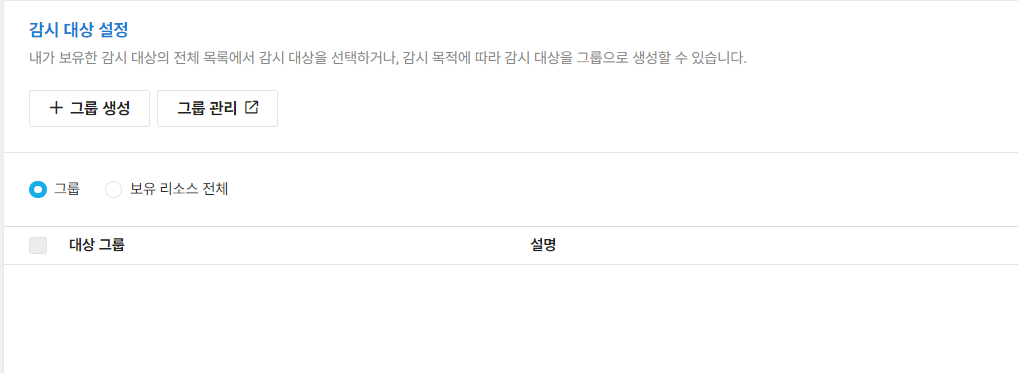 감시 대상 설정
내가 보유한 감시 대상의 전체 목록에서 감시 대상을 선택하거나, 감시 목적에 따라 감시 대상을 그룹으로 생성할 수 있습니다.
+ 그룹 생성 그룹 관리
그룹 보유 리소스 전체
대상 그룹 설명